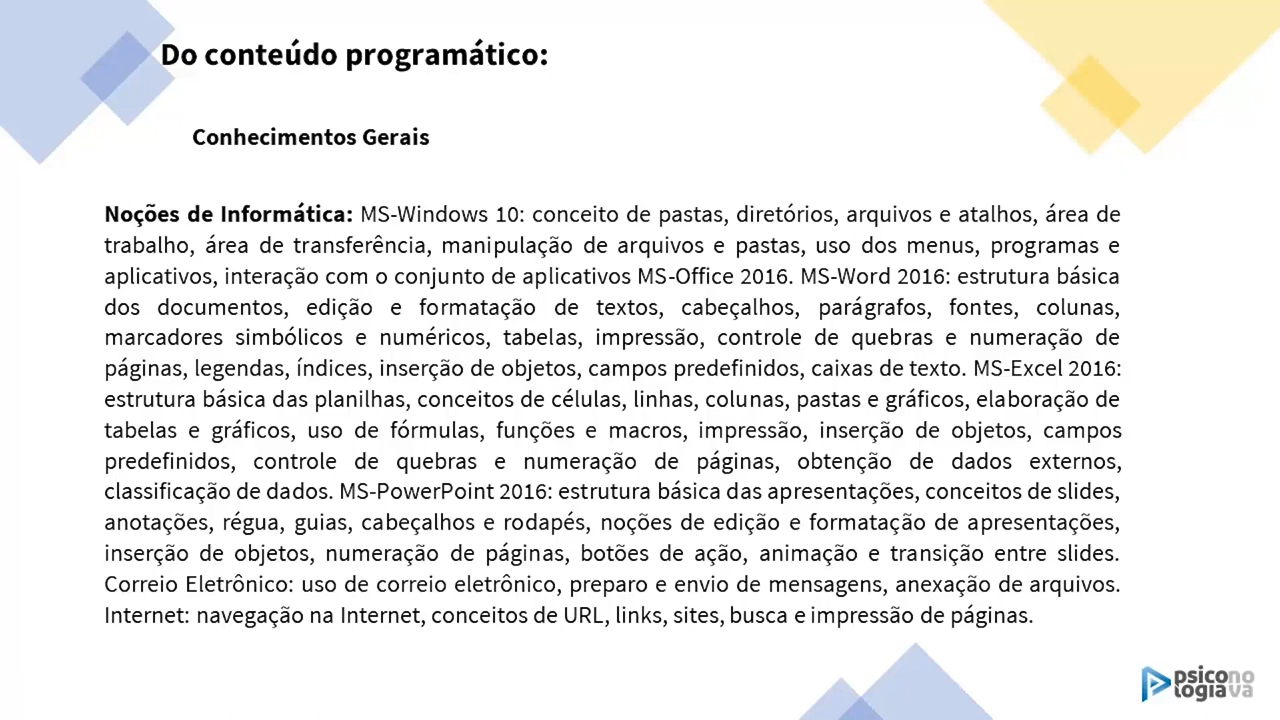 Do conteúdo programático:
Conhecimentos Gerais
Noções de Informática: MS-Windows 10: conceito de pastas, diretórios, arquivos e atalhos, área de
trabalho, área de transferência, manipulação de arquivos e pastas, uso dos menus, programas e
aplicativos, interação com o conjunto de aplicativos MS-Office 2016. MS-Word 2016: estrutura básica
dos documentos, edição e formatação de textos, cabeçalhos, parágrafos, fontes, colunas,
marcadores simbólicos e numéricos, tabelas, impressão, controle de quebras e numeração de
páginas, legendas, índices, inserção de objetos, campos predefinidos, caixas de texto. MS-Excel 2016:
estrutura básica das planilhas, conceitos de células, linhas, colunas, pastas e gráficos, elaboração de
tabelas e gráficos, uso de fórmulas, funções e macros, impressão, inserção de objetos, campos
predefinidos, controle de quebras e numeração de páginas, obtenção de dados externos,
classificação de dados. MS-PowerPoint 2016: estrutura básica das apresentações, conceitos de slides,
anotações, régua, guias, cabeçalhos e rodapés, noções de edição e formatação de apresentações,
inserção de objetos, numeração de páginas, botões de ação, animação e transição entre slides.
Correio Eletrônico: uso de correio eletrônico, preparo e envio de mensagens, anexação de arquivos.
Internet: navegação na Internet, conceitos de URL, links, sites, busca e impressão de páginas.
psicono
logiava